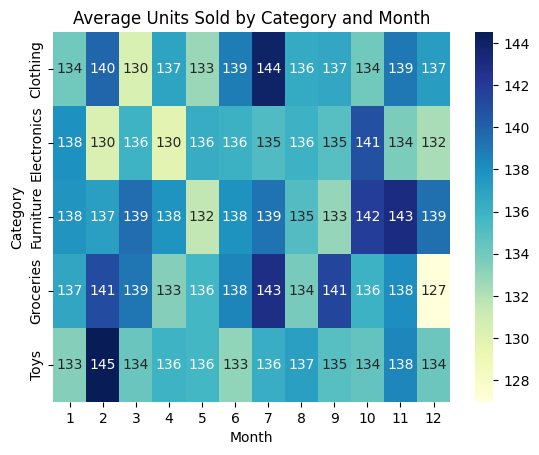 Average Units Sold by Category and Month
Category
Clothing
134 140 130 137 133 139 144 136 137 134 139 137
Electronics
138 130 136 130 136 136 135 136 135 141 134 132
Furniture
138 137 139 138 132 138 139 135 133 142 143 139
Groceries
137 141 139 133 136 138 143 134 141 136 138 127
Toys
133 145 134 136 136 133 136 137 135 134 138 134
1 2 3 4 5 6 7 8 9 10 11 12
Month
144
142
140
138
136
134
132
130
128